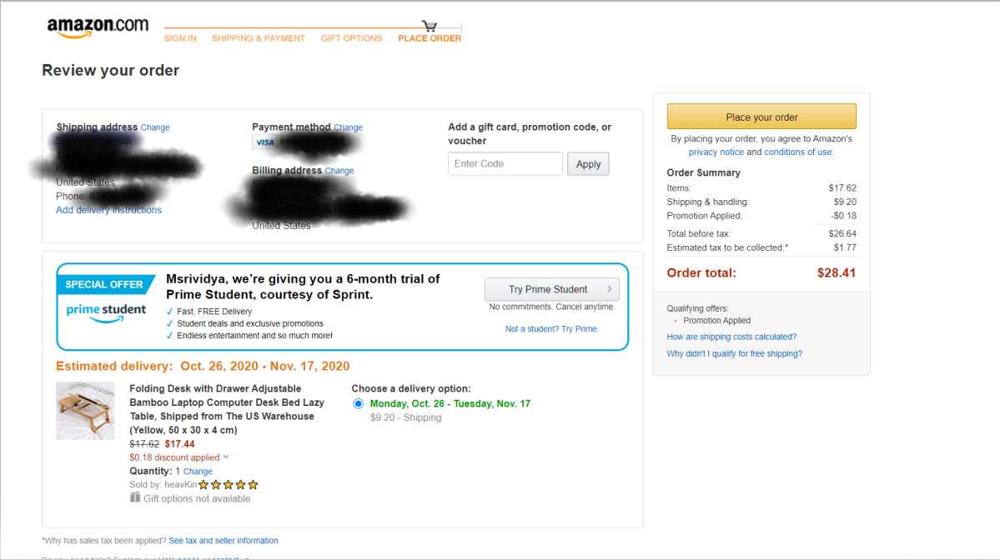 amazon.com
SIGN IN SHIPPING & PAYMENT GIFT OPTIONS PLACE ORDER
Review your order
Shipping address Change
United States
Phone:
Add delivery instructions
Payment method Change
VISA
Billing address Change
United States
Add a gift card, promotion code, or
voucher
Enter Code Apply
SPECIAL OFFER
prime student
Msrividya, we're giving you a 6-month trial of
Prime Student, courtesy of Sprint.
✓ Fast, FREE Delivery
✓ Student deals and exclusive promotions
✓ Endless entertainment and so much more!
Try Prime Student
No commitments. Cancel anytime.
Not a student? Try Prime.
Estimated delivery: Oct. 26, 2020 - Nov. 17, 2020
Folding Desk with Drawer Adjustable
Bamboo Laptop Computer Desk Bed Lazy
Table, Shipped from The US Warehouse
(Yellow, 50 x 30 x 4 cm)
$17.62 $17.44
$0.18 discount applied
Quantity: 1 Change
Sold by: heavKin
Gift options not available.
Choose a delivery option:
Monday, Oct. 26 - Tuesday, Nov. 17
$9.20 - Shipping
*Why has sales tax been applied? See tax and seller information
Do you need help? Explore our Help pages or contact us
Place your order
By placing your order, you agree to Amazon's
privacy notice and conditions of use.
Order Summary
Items: $17.62
Shipping & handling: $9.20
Promotion Applied: -$0.18
Total before tax: $26.64
Estimated tax to be collected:* $1.77
Order total: $28.41
Qualifying offers:
Promotion Applied
How are shipping costs calculated?
Why didn't I qualify for free shipping?